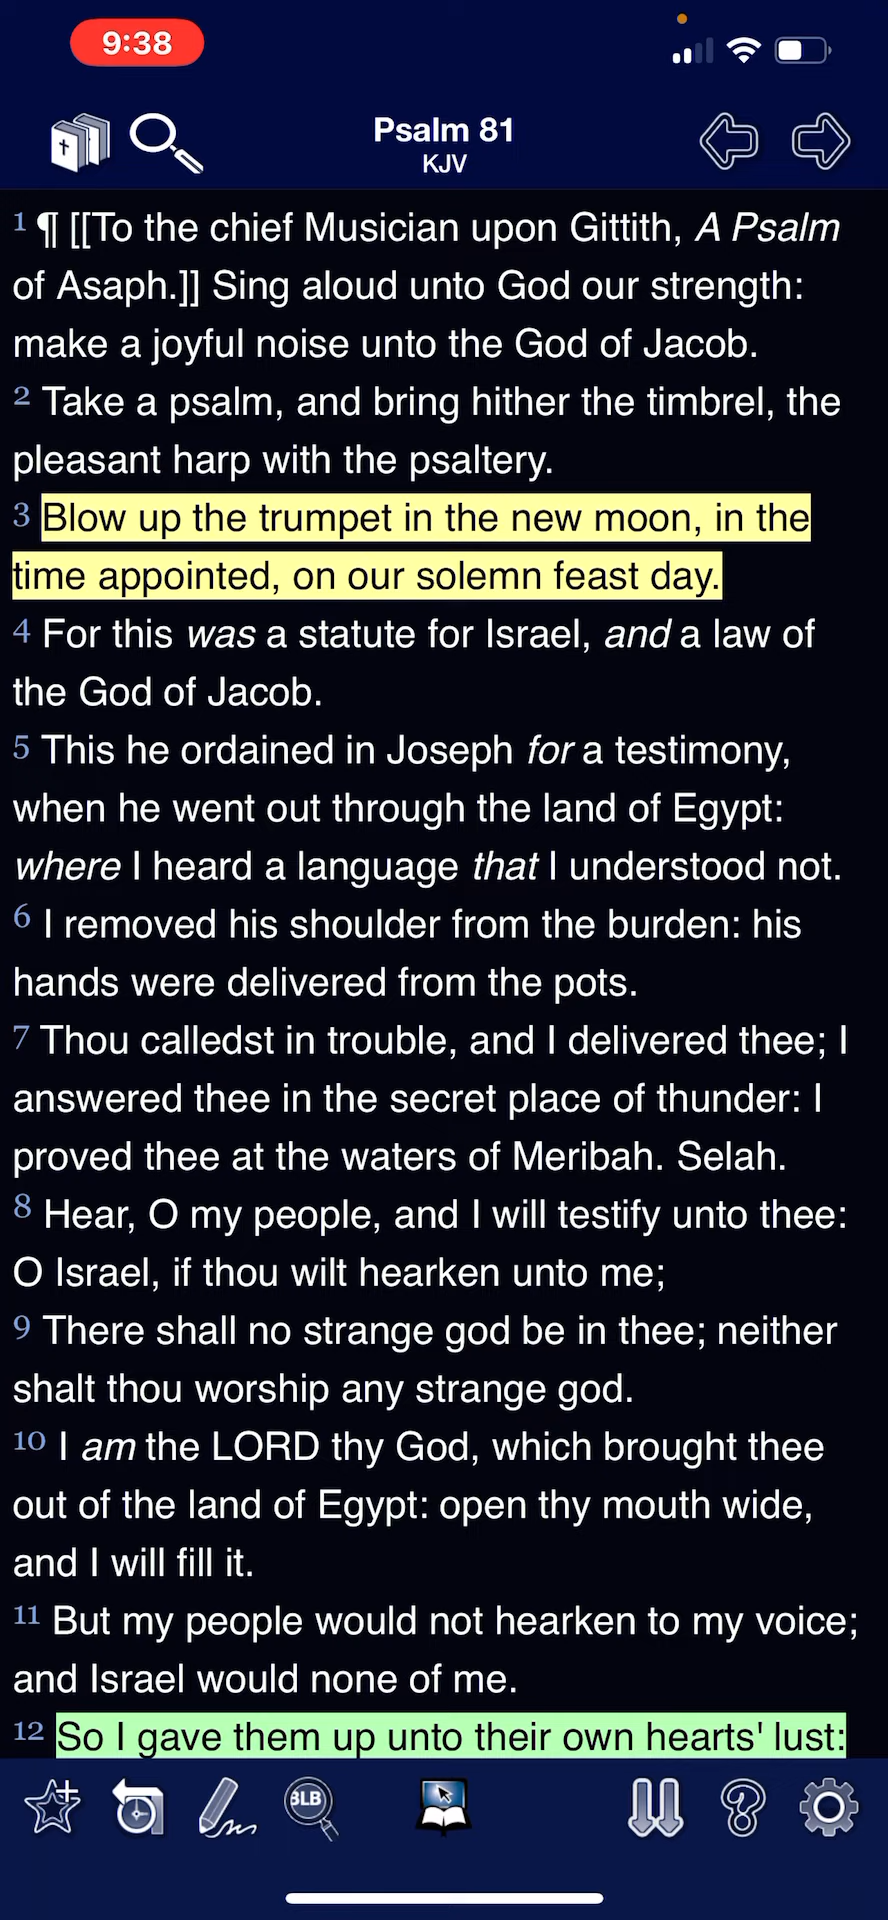 9:38
Psalm 81
KJV
1 ¶ [[To the chief Musician upon Gittith, A Psalm
of Asaph.]] Sing aloud unto God our strength:
make a joyful noise unto the God of Jacob.
2 Take a psalm, and bring hither the timbrel, the
pleasant harp with the psaltery.
3 Blow up the trumpet in the new moon, in the
time appointed, on our solemn feast day.
4 For this was a statute for Israel, and a law of
the God of Jacob.
5 This he ordained in Joseph for a testimony,
when he went out through the land of Egypt:
where I heard a language that I understood not.
6 I removed his shoulder from the burden: his
hands were delivered from the pots.
7 Thou calledst in trouble, and I delivered thee; I
answered thee in the secret place of thunder: I
proved thee at the waters of Meribah. Selah.
8 Hear, O my people, and I will testify unto thee:
O Israel, if thou wilt hearken unto me;
9 There shall no strange god be in thee; neither
shalt thou worship any strange god.
10 I am the LORD thy God, which brought thee
out of the land of Egypt: open thy mouth wide,
and I will fill it.
11 But my people would not hearken to my voice;
and Israel would none of me.
12 So I gave them up unto their own hearts' lust:
BLB